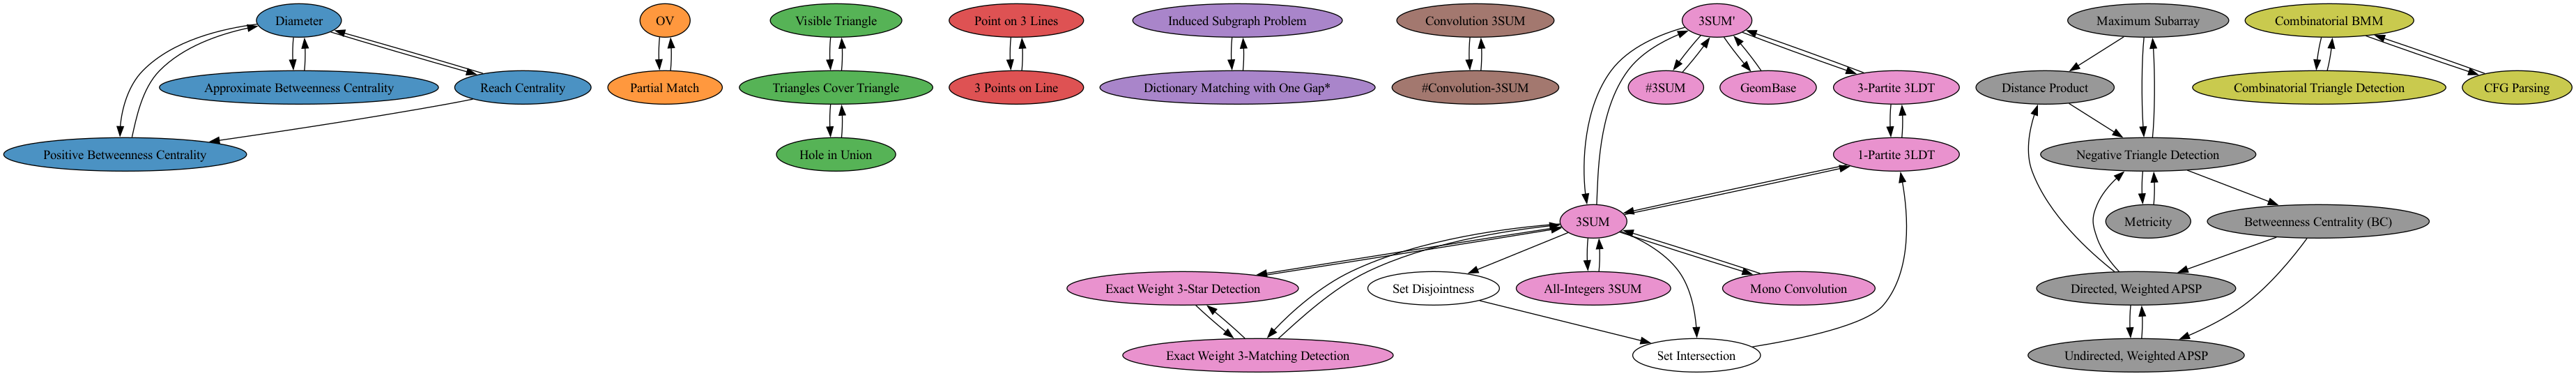 Diameter
OV
Visible Triangle
Point on 3 Lines
Induced Subgraph Problem
Convolution 3SUM
3SUM'
Maximum Subarray
Combinatorial BMM
Approximate Betweenness Centrality
Reach Centrality
Partial Match
Triangles Cover Triangle
3 Points on Line
Dictionary Matching with One Gap*
#Convolution-3SUM
#3SUM
GeomBase
3-Partite 3LDT
Distance Product
Combinatorial Triangle Detection
CFG Parsing
Positive Betweenness Centrality
Hole in Union
1-Partite 3LDT
Negative Triangle Detection
3SUM
Metricity
Betweenness Centrality (BC)
Exact Weight 3-Star Detection
Set Disjointness
All-Integers 3SUM
Mono Convolution
Directed, Weighted APSP
Exact Weight 3-Matching Detection
Set Intersection
Undirected, Weighted APSP